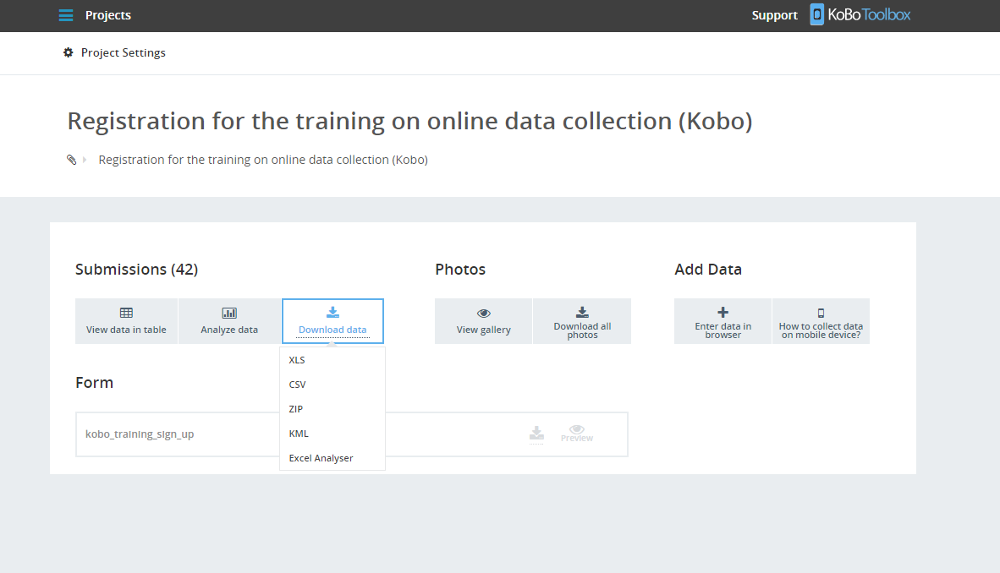 Projects
Support
KoBoToolbox
Project Settings
Registration for the training on online data collection (Kobo)
Registration for the training on online data collection (Kobo)
Submissions (42)
View data in table
Analyze data
Download data
XLS
CSV
ZIP
KML
Excel Analyser
Photos
View gallery
Download all
photos
Add Data
Enter data in
browser
How to collect data
on mobile device?
Form
kobo_training_sign_up
Preview